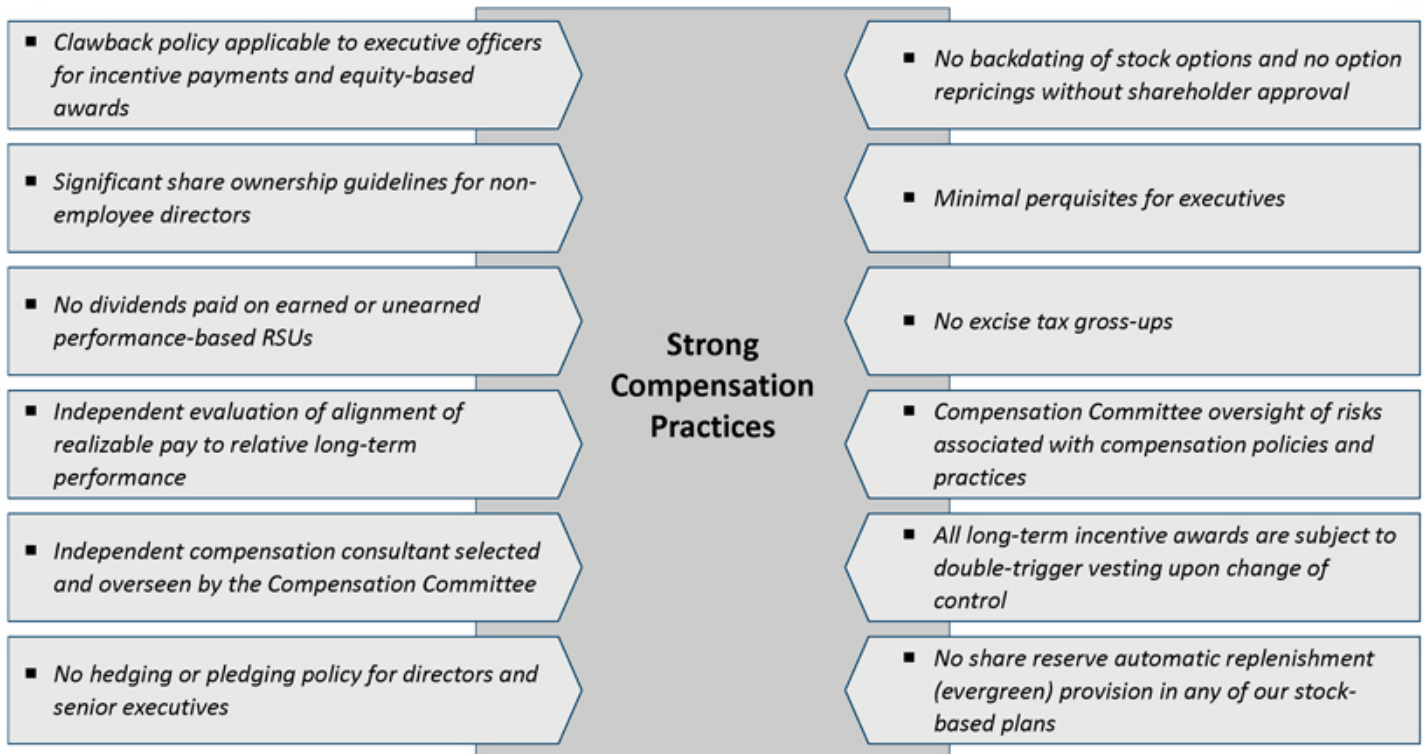 ▪ Clawback policy applicable to executive officers
for incentive payments and equity-based
awards
▪ Significant share ownership guidelines for non-
employee directors
▪ No dividends paid on earned or unearned
performance-based RSUs
▪ Independent evaluation of alignment of
realizable pay to relative long-term
performance
▪ Independent compensation consultant selected
and overseen by the Compensation Committee
▪ No hedging or pledging policy for directors and
senior executives
Strong
Compensation
Practices
▪ No backdating of stock options and no option
repricings without shareholder approval
▪ Minimal perquisites for executives
▪ No excise tax gross-ups
▪ Compensation Committee oversight of risks
associated with compensation policies and
practices
▪ All long-term incentive awards are subject to
double-trigger vesting upon change of
control
▪ No share reserve automatic replenishment
(evergreen) provision in any of our stock-
based plans